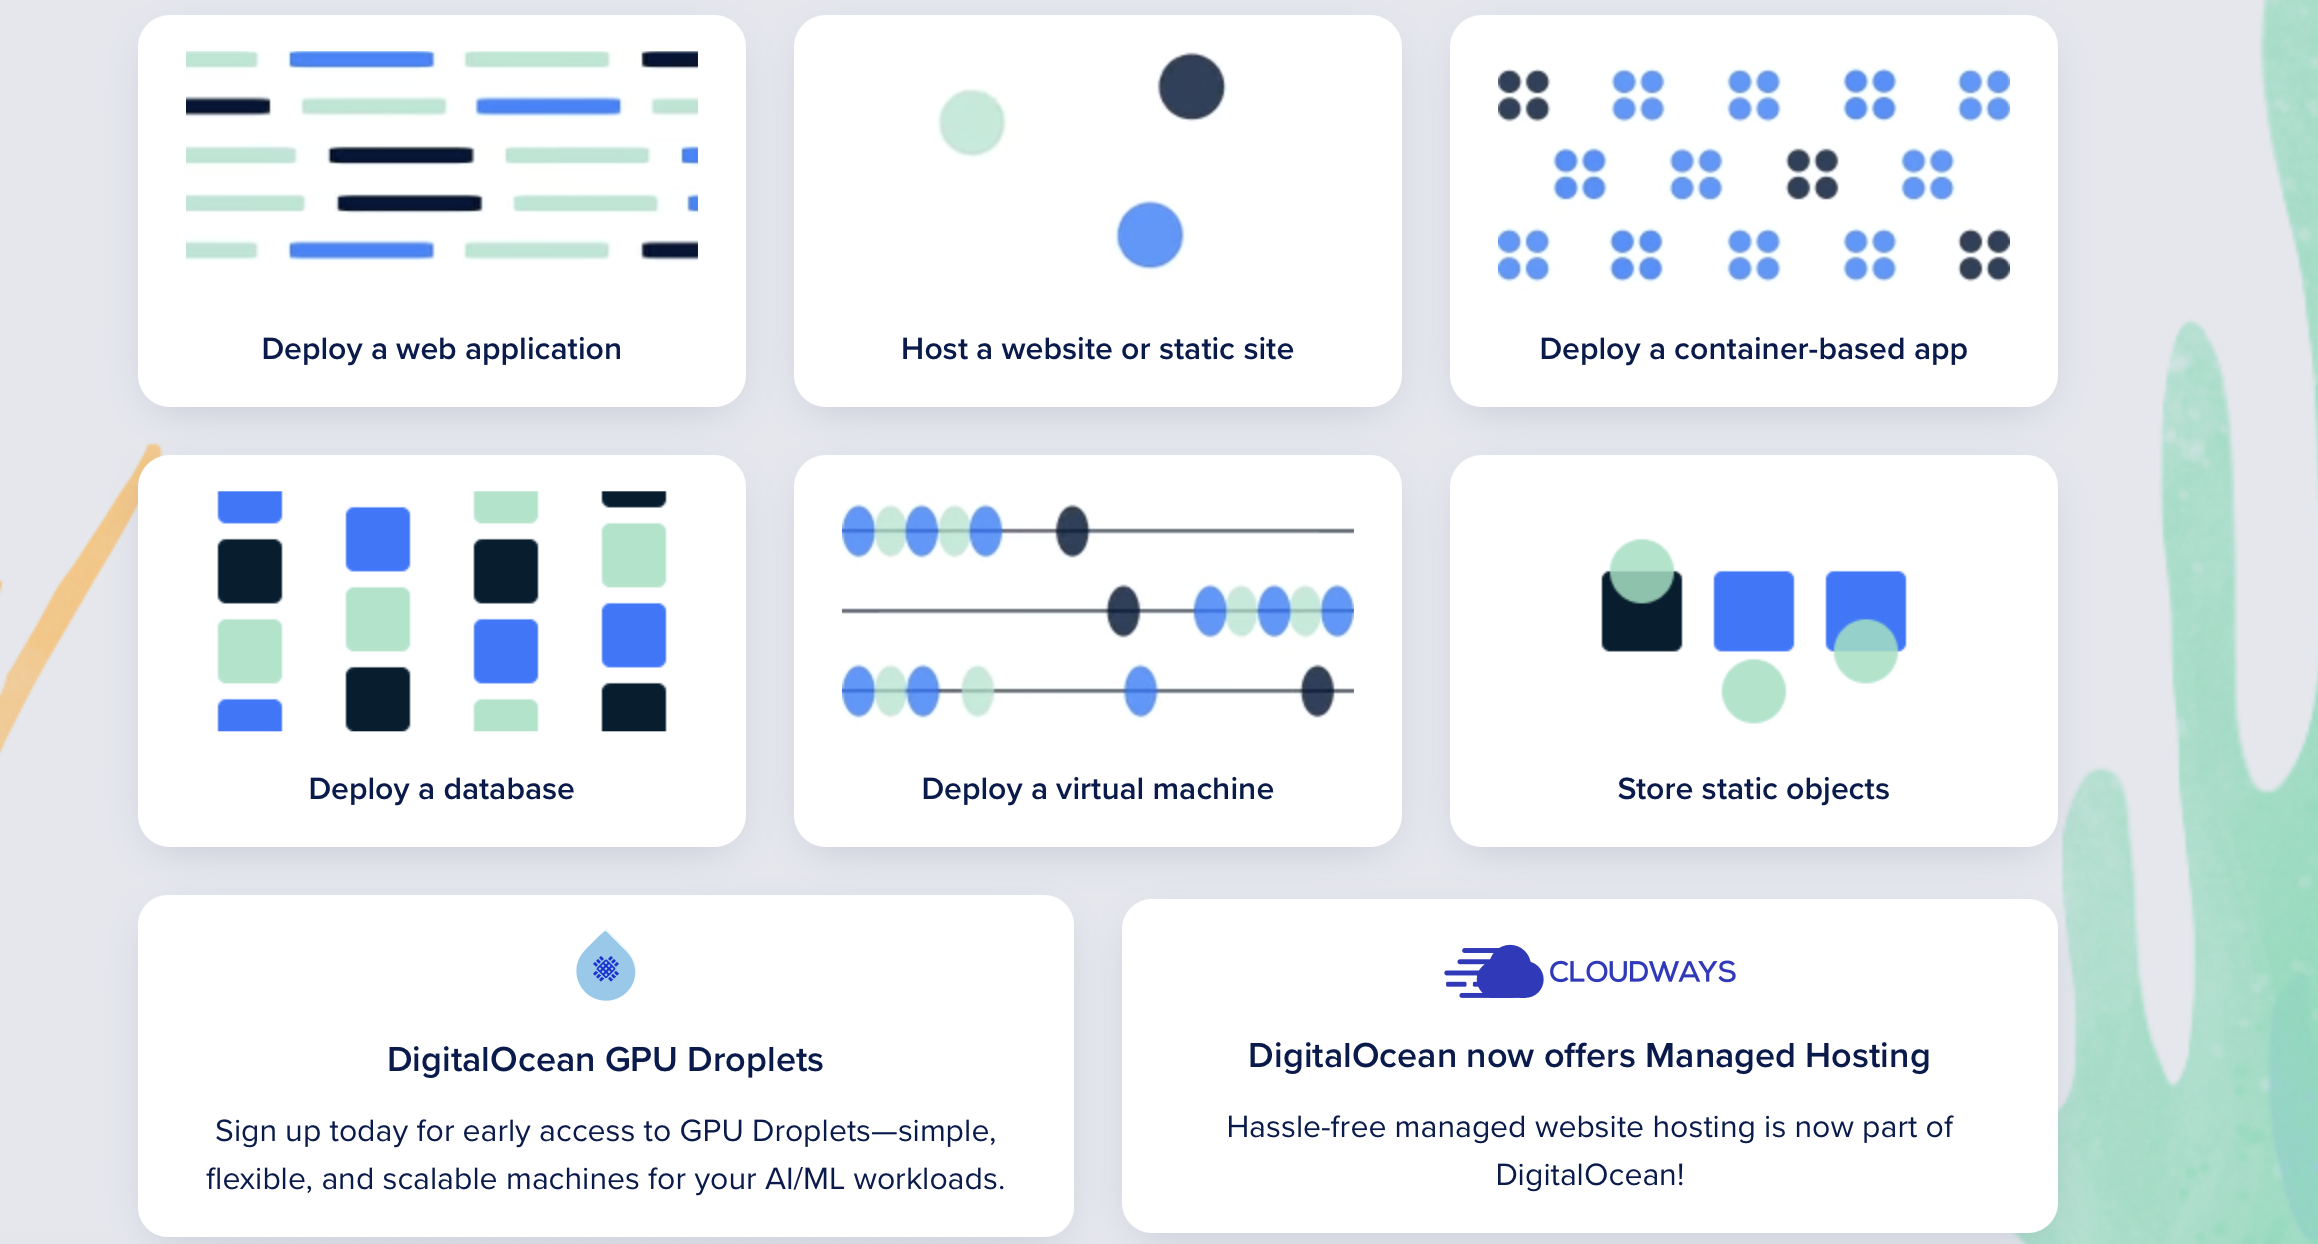 Deploy a web application
Host a website or static site
Deploy a container-based app
Deploy a database
Deploy a virtual machine
Store static objects
DigitalOcean GPU Droplets
Sign up today for early access to GPU Droplets—simple,
flexible, and scalable machines for your AI/ML workloads.
CLOUDWAYS
DigitalOcean now offers Managed Hosting
Hassle-free managed website hosting is now part of
DigitalOcean!